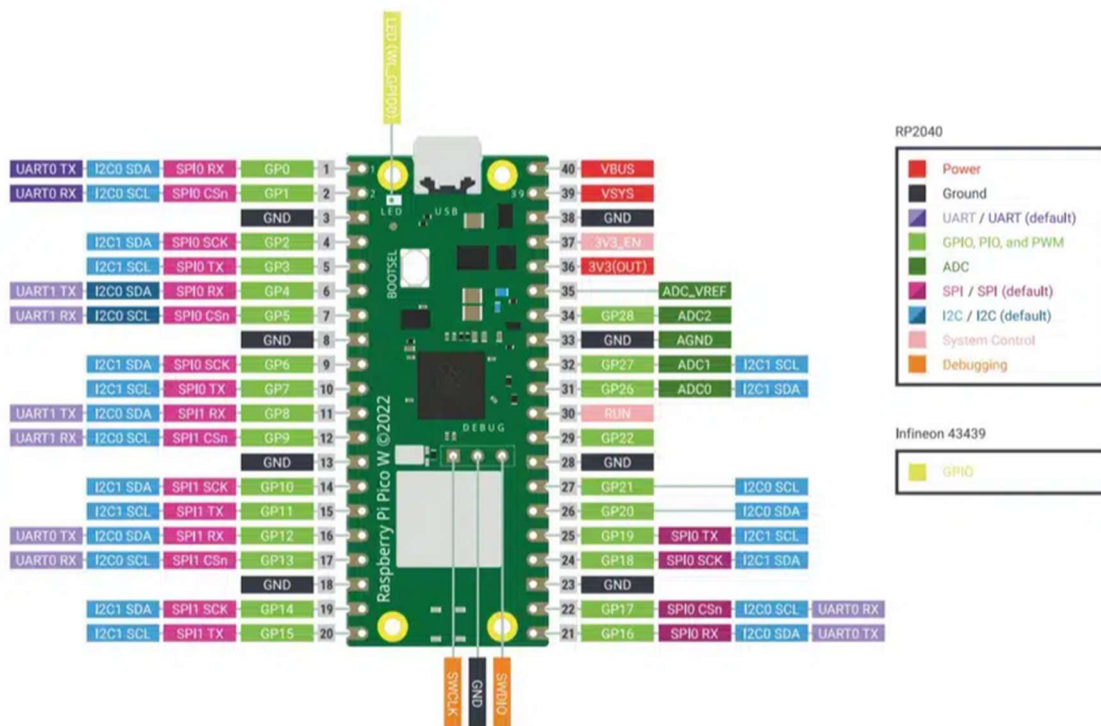 LED (WL_GPIO0)
UART0 TX I2C0 SDA SPI0 RX GP0 1 1 40 VBUS
UART0 RX I2C0 SCL SPI0 CSn GP1 2 2 39 39 VSYS
GND 3 LED USB 38 GND
I2C1 SDA SPI0 SCK GP2 4 37 3V3_EN
I2C1 SCL SPI0 TX GP3 5 BOOTSEL 36 3V3(OUT)
UART1 TX I2C0 SDA SPI0 RX GP4 6 35 ADC_VREF
UART1 RX I2C0 SCL SPI0 CSn GP5 7 34 GP28 ADC2
GND 8 33 GND AGND
I2C1 SDA SPI0 SCK GP6 9 32 GP27 ADC1 I2C1 SCL
I2C1 SCL SPI0 TX GP7 10 31 GP26 ADC0 I2C1 SDA
UART1 TX I2C0 SDA SPI1 RX GP8 11 30 RUN
UART1 RX I2C0 SCL SPI1 CSn GP9 12 DEBUG 29 GP22
GND 13 28 GND
I2C1 SDA SPI1 SCK GP10 14 27 GP21 I2C0 SCL
I2C1 SCL SPI1 TX GP11 15 26 GP20 I2C0 SDA
UART0 TX I2C0 SDA SPI1 RX GP12 16 25 GP19 SPI0 TX I2C1 SCL
UART0 RX I2C0 SCL SPI1 CSn GP13 17 24 GP18 SPI0 SCK I2C1 SDA
GND 18 23 GND
I2C1 SDA SPI1 SCK GP14 19 22 GP17 SPI0 CSn I2C0 SCL UART0 RX
I2C1 SCL SPI1 TX GP15 20 21 GP16 SPI0 RX I2C0 SDA UART0 TX
Raspberry Pi Pico W ©2022
SWCLK
GND
SWDIO
RP2040
Power
Ground
UART / UART (default)
GPIO, PIO, and PWM
ADC
SPI / SPI (default)
I2C / I2C (default)
System Control
Debugging
Infineon 43439
GPIO